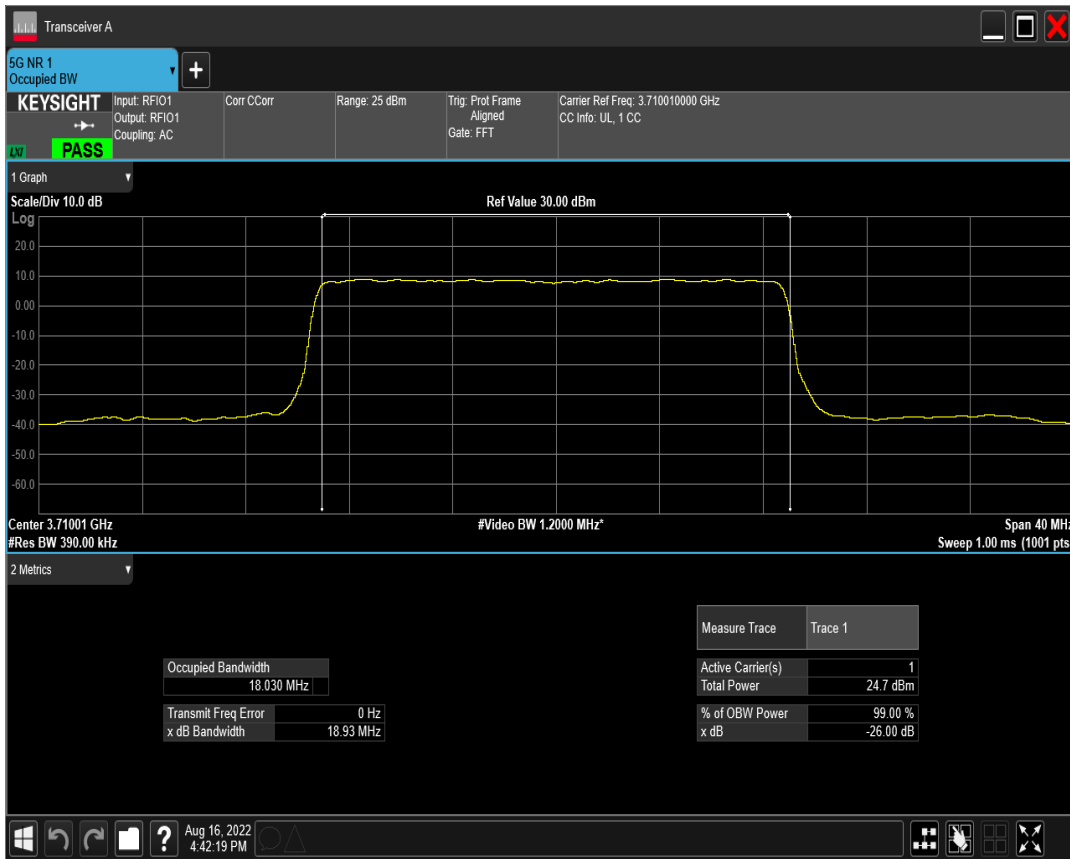 Transceiver A
5G NR 1
Occupied BW
+
KEYSIGHT
Input: RFIO1
Output: RFIO1
Coupling: AC
Corr CCorr
Range: 25 dBm
Trig: Prot Frame
Aligned
Gate: FFT
Carrier Ref Freq: 3.710010000 GHz
CC Info: UL, 1 CC
LXI
PASS
1 Graph
Scale/Div 10.0 dB
Ref Value 30.00 dBm
Log
20.0
10.0
0.00
-10.0
-20.0
-30.0
-40.0
-50.0
-60.0
Center 3.71001 GHz
#Video BW 1.2000 MHz*
Span 40 MHz
#Res BW 390.00 kHz
Sweep 1.00 ms (1001 pts
2 Metrics
Measure Trace Trace 1
Occupied Bandwidth
18.030 MHz
Active Carrier(s) 1
Total Power 24.7 dBm
Transmit Freq Error 0 Hz
x dB Bandwidth 18.93 MHz
% of OBW Power 99.00 %
x dB -26.00 dB
?
Aug 16, 2022
4:42:19 PM